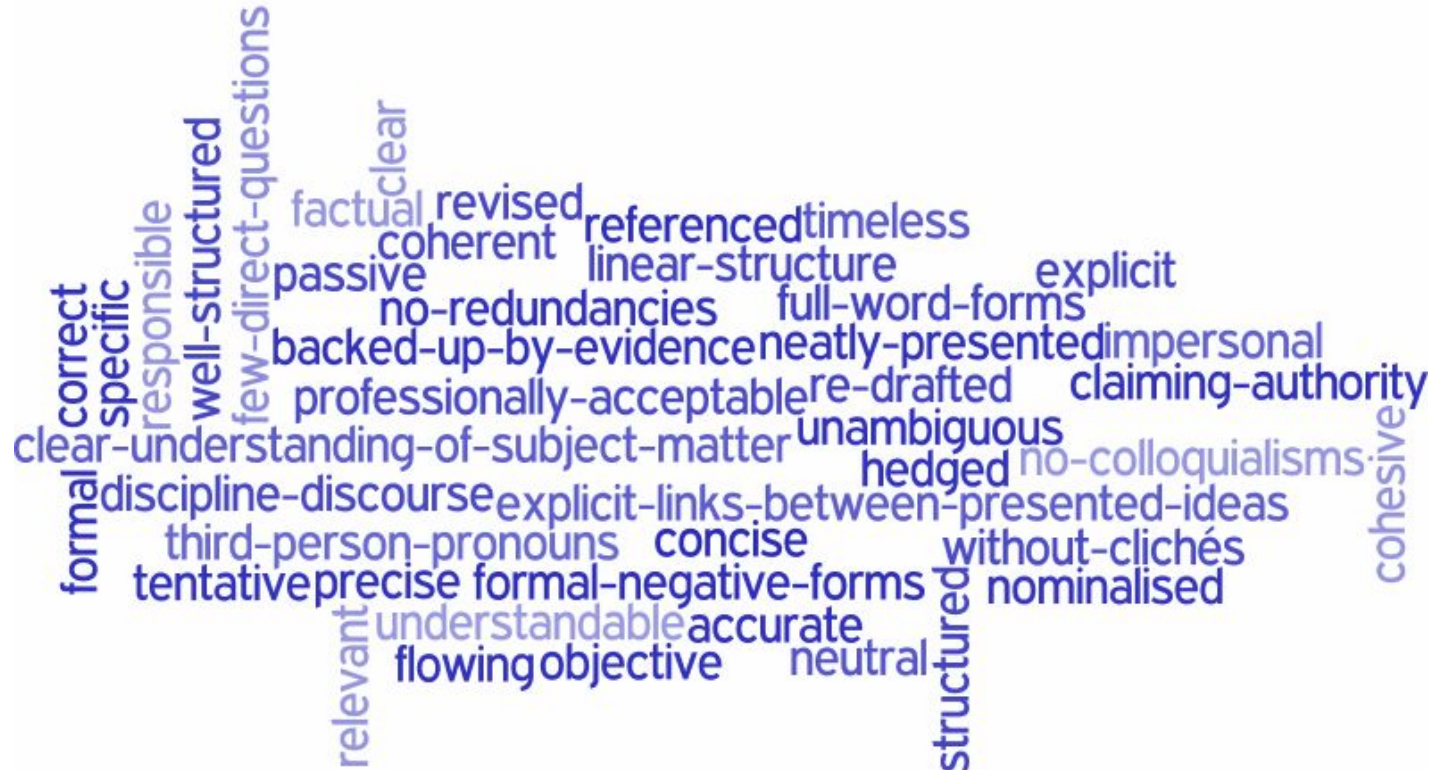 few-direct-questions
clear
well-structured
factual
revised
responsible
referenced
timeless
coherent
linear-structure
passive
explicit
correct
specific
no-redundancies
full-word-forms
backed-up-by-evidence
neatly-presented
impersonal
professionally-acceptable
re-drafted
claiming-authority
clear-understanding-of-subject-matter
unambiguous
hedged
no-colloquialisms
cohesive
formal
discipline-discourse
explicit-links-between-presented-ideas
third-person-pronouns
concise
without-clichés
tentative
precise
formal-negative-forms
nominalised
structured
relevant
understandable
accurate
flowing
objective
neutral